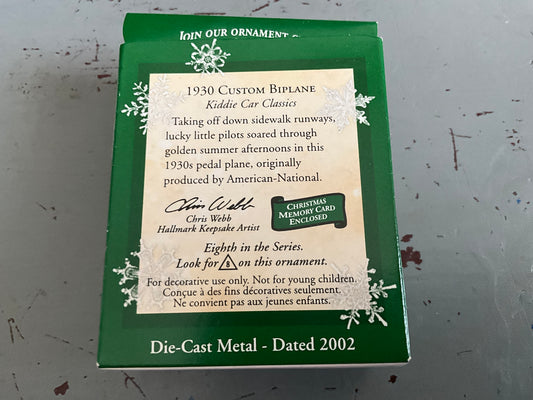 JOIN OUR ORNAMENT
1930 CUSTOM BIPLANE
Kiddie Car Classics
Taking off down sidewalk runways,
lucky little pilots soared through
golden summer afternoons in this
1930s pedal plane, originally
produced by American-National.
Chris Webb
Chris Webb
Hallmark Keepsake Artist
CHRISTMAS
MEMORY CARD
ENCLOSED
Eighth in the Series.
Look for 8 on this ornament.
For decorative use only. Not for young children.
Conçue à des fins décoratives seulement.
Ne convient pas aux jeunes enfants.
Die-Cast Metal - Dated 2002